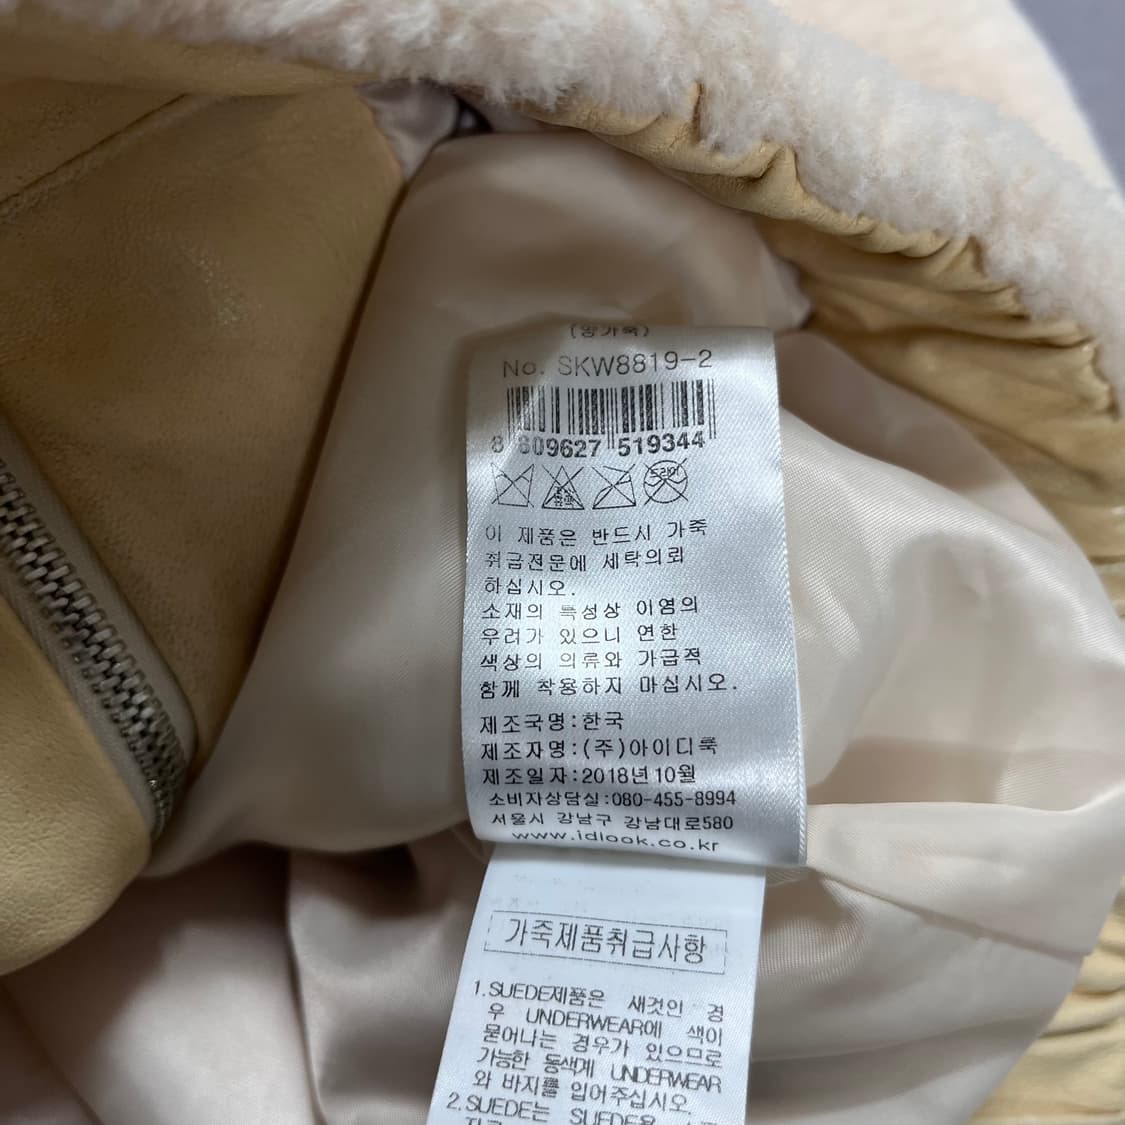 (양가죽)
No. SKW8819-2
8 809627 519344
드라이
이 제품은 반드시 가죽
취급전문에 세탁의뢰
하십시오.
소재의 특성상 이염의
우려가 있으니 연한
색상의 의류와 가급적
함께 착용하지 마십시오.
제조국명:한국
제조자명:(주)아이디룩
제조일자:2018년10월
소비자상담실:080-455-8994
서울시 강남구 강남대로580
www.idlook.co.kr
가죽제품취급사항
1.SUEDE제품은 새것인 경
우 UNDERWEAR에 색이
묻어나는 경우가 있으므로
가능한 동색계 UNDERWEAR
와 바지를 입어주십시오.
2.SUEDE는 SUEDE용